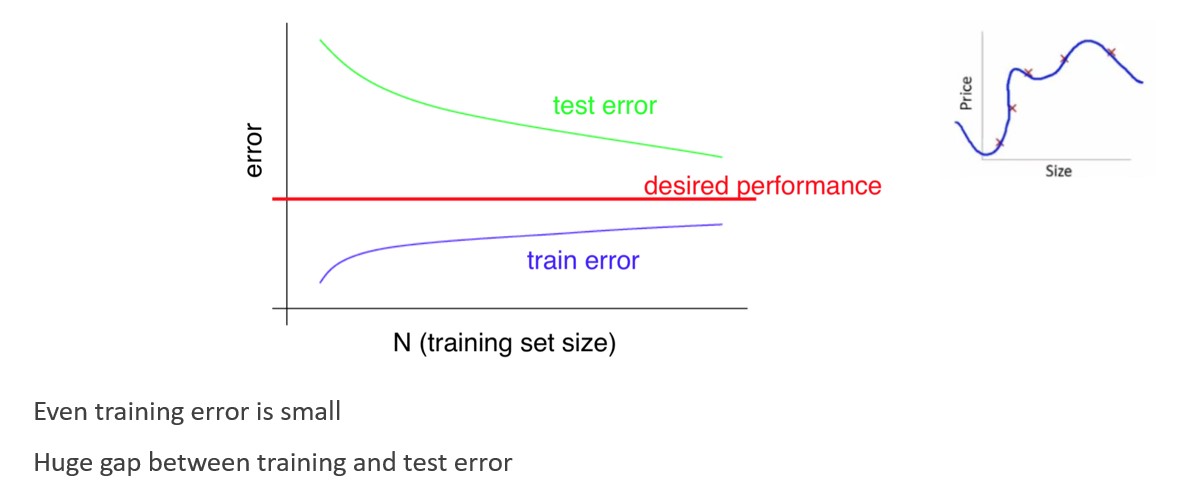 test error
error
desired performance
train error
N (training set size)
Price
Size
Even training error is small
Huge gap between training and test error